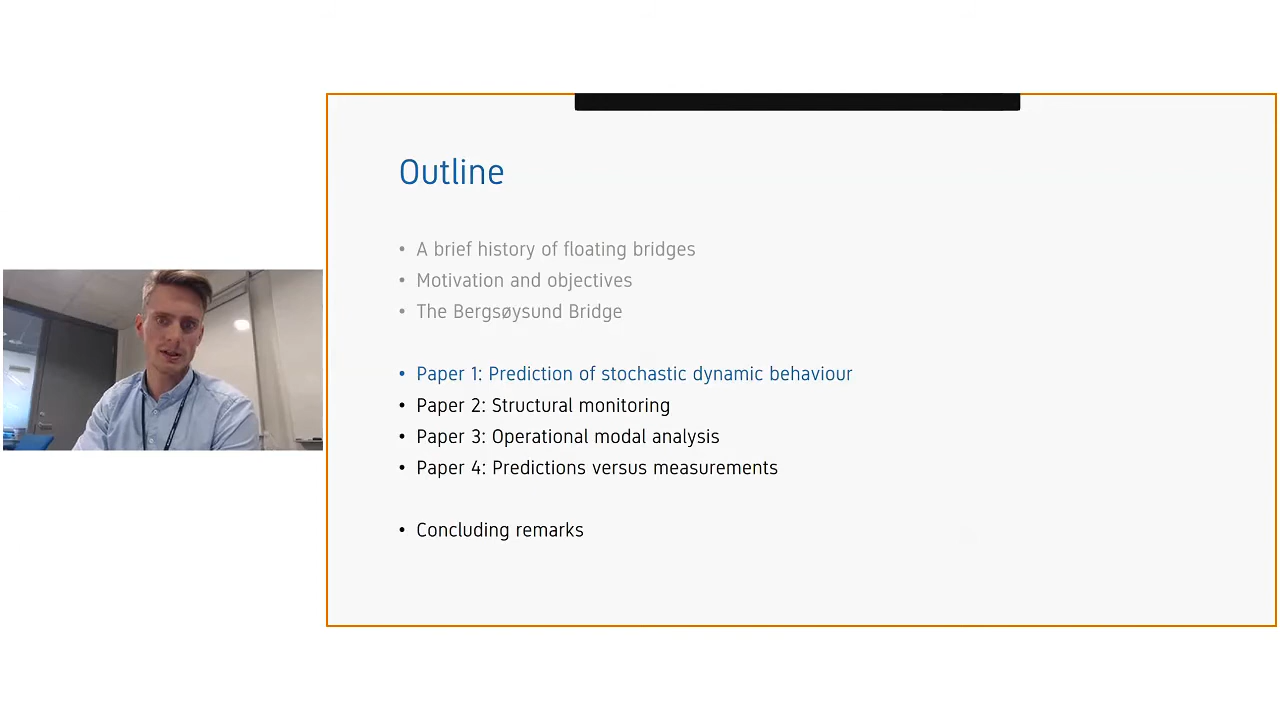 Outline
• A brief history of floating bridges
• Motivation and objectives
• The Bergsøysund Bridge
• Paper 1: Prediction of stochastic dynamic behaviour
• Paper 2: Structural monitoring
• Paper 3: Operational modal analysis
• Paper 4: Predictions versus measurements
• Concluding remarks